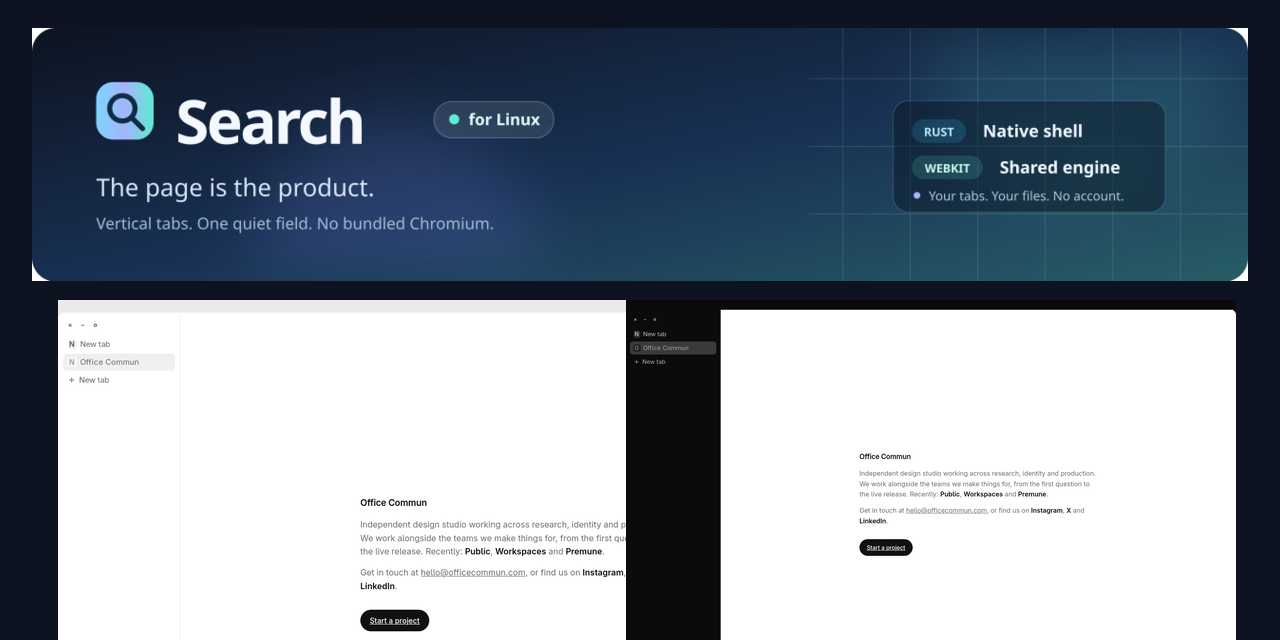 Search
for Linux
The page is the product.
Vertical tabs. One quiet field. No bundled Chromium.
RUST Native shell
WEBKIT Shared engine
Your tabs. Your files. No account.
N New tab
N Office Commun
+ New tab
Office Commun
Independent design studio working across research, identity and p
We work alongside the teams we make things for, from the first que
the live release. Recently: Public, Workspaces and Premune.
Get in touch at hello@officecommun.com, or find us on Instagram,
LinkedIn.
Start a project
N New tab
O Office Commun
+ New tab
Office Commun
Independent design studio working across research, identity and production.
We work alongside the teams we make things for, from the first question to
the live release. Recently: Public, Workspaces and Premune.
Get in touch at hello@officecommun.com, or find us on Instagram, X and
LinkedIn.
Start a project